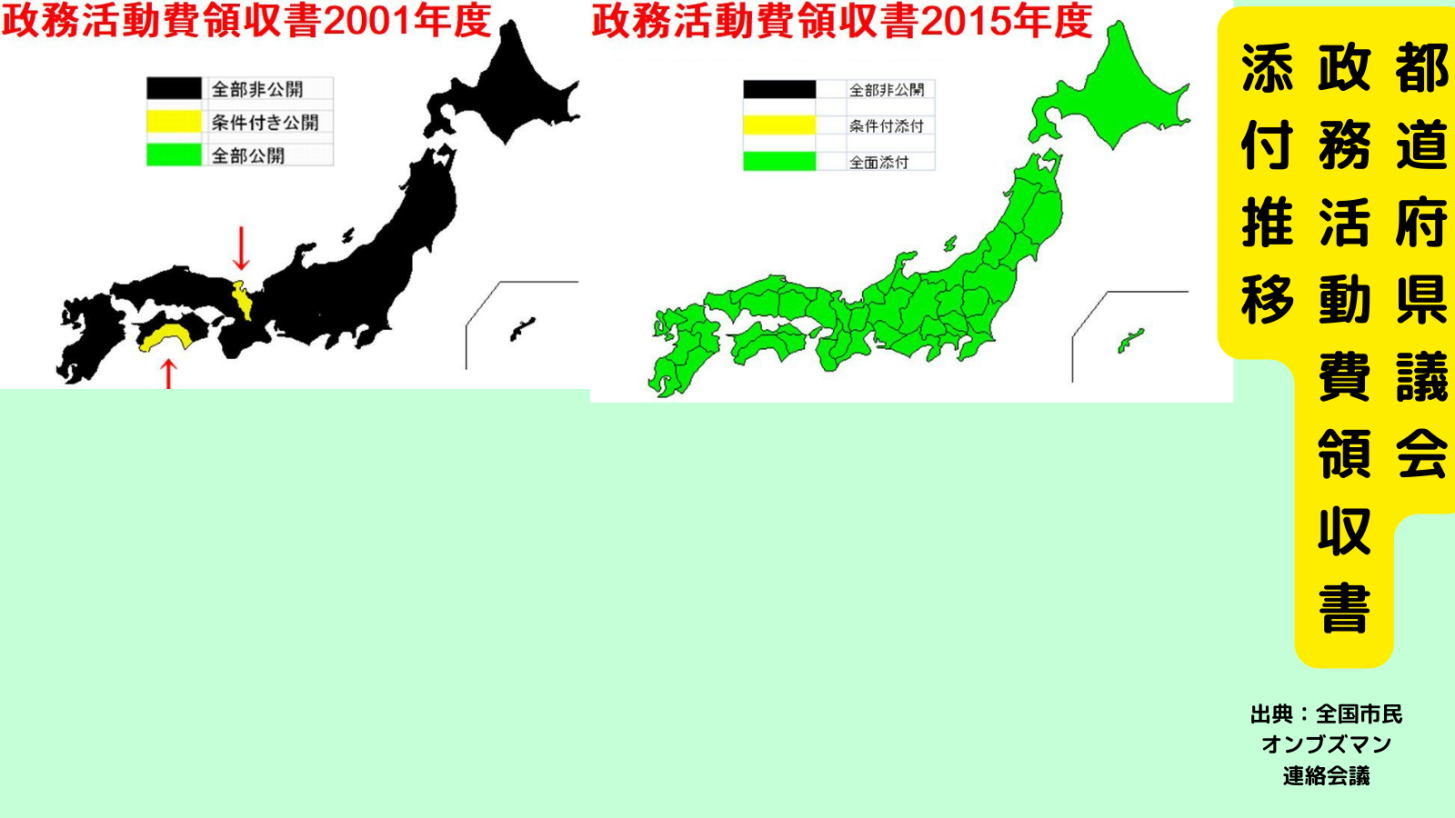 政務活動費領収書2001年度
全部非公開
条件付き公開
全部公開
政務活動費領収書2015年度
全部非公開
条件付添付
全面添付
都道府県議会
政務活動費領収書
添付推移
出典：全国市民
オンブズマン
連絡会議